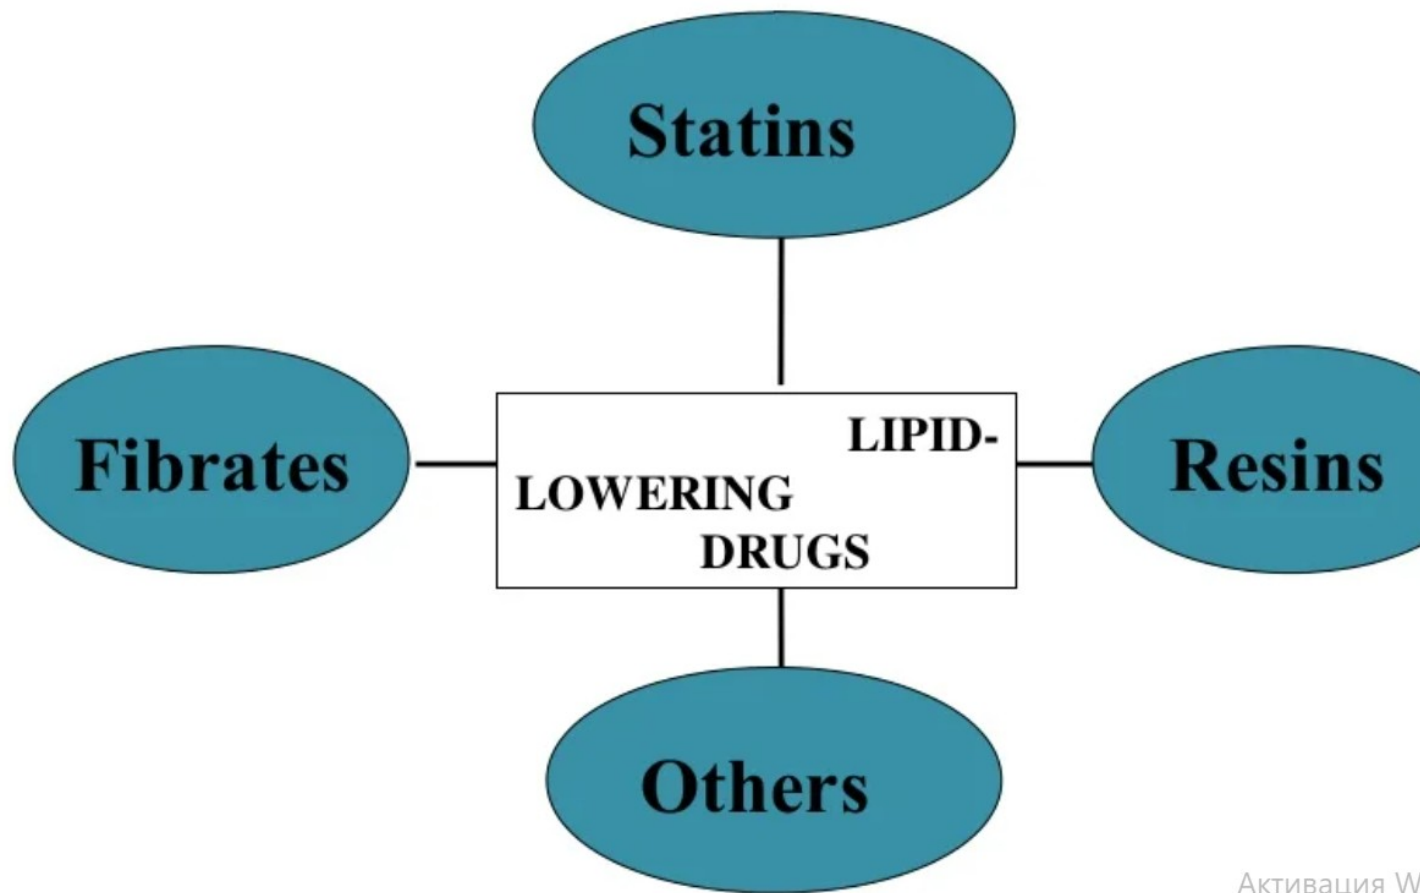 Statins
Fibrates
LIPID-
LOWERING
DRUGS
Resins
Others
Активация W